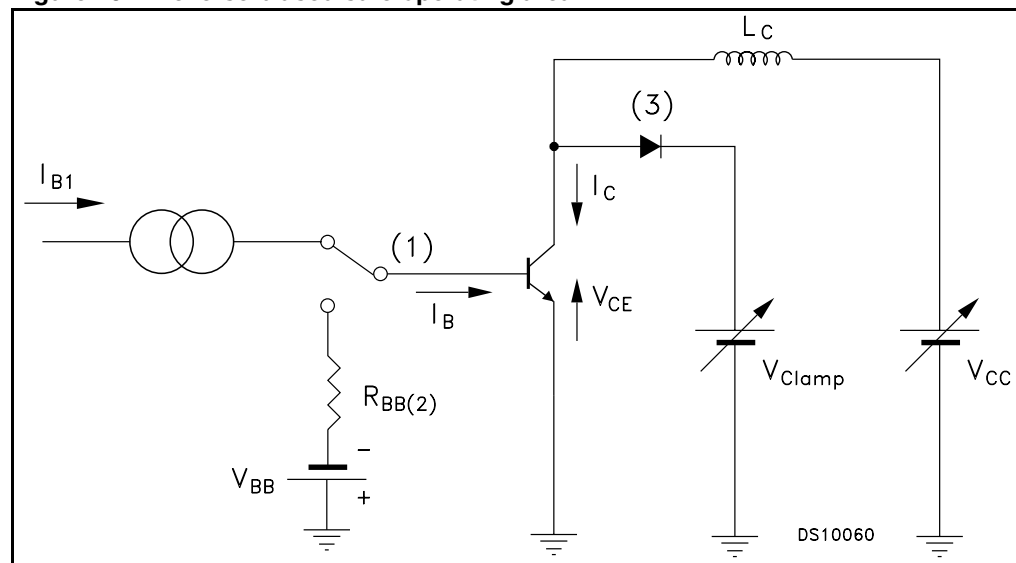 L_C
(3)
I_B1
I_C
(1)
I_B
V_CE
R_BB(2)
V_Clamp
V_CC
−
V_BB
+
DS10060